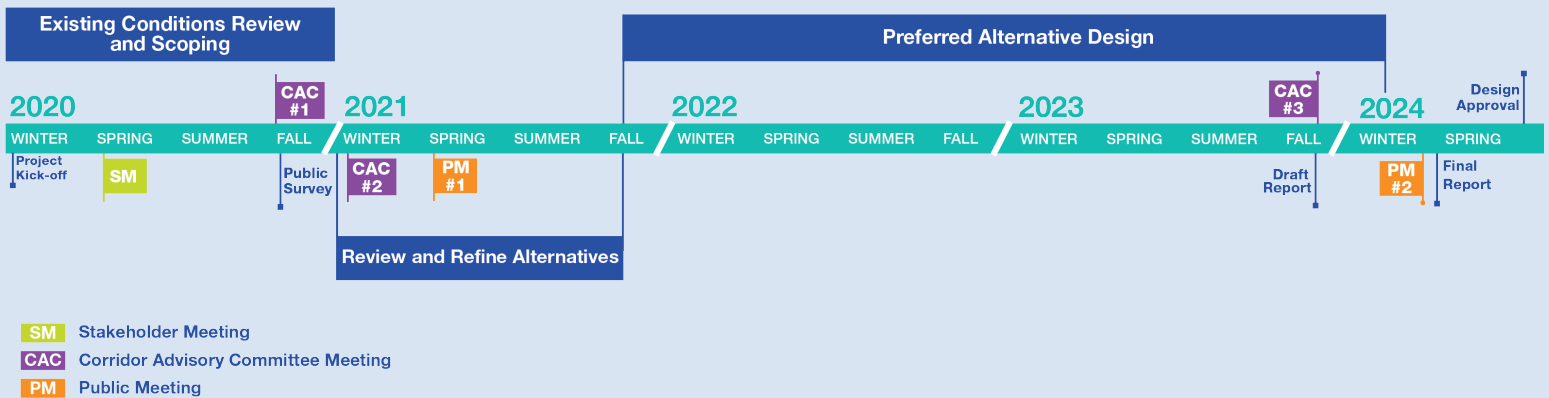 Existing Conditions Review
and Scoping
Preferred Alternative Design
CAC
#1
CAC
#3
Design
Approval
2020
2021
2022
2023
2024
WINTER SPRING SUMMER FALL WINTER SPRING SUMMER FALL WINTER SPRING SUMMER FALL WINTER SPRING SUMMER FALL WINTER SPRING
Project
Kick-off
SM
Public
Survey
CAC
#2
PM
#1
Draft
Report
PM
#2
Final
Report
Review and Refine Alternatives
SM Stakeholder Meeting
CAC Corridor Advisory Committee Meeting
PM Public Meeting